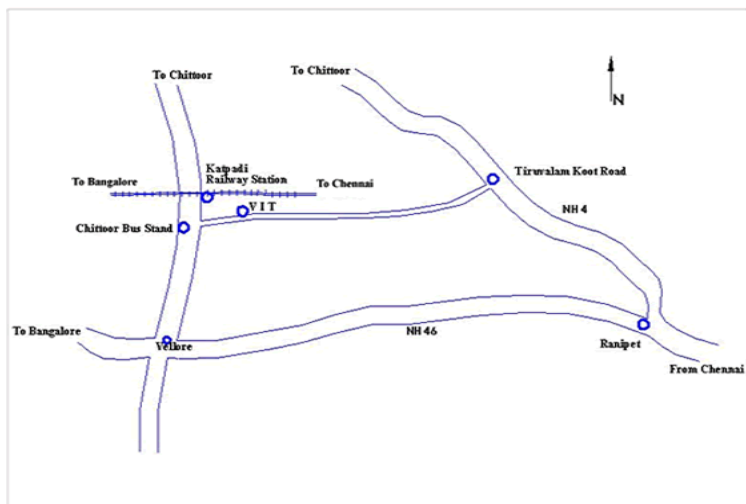 To Chittoor
To Chittoor
N
Katpadi
Railway Station
To Bangalore
To Chennai
Tiruvalam Koot Road
V I T
NH 4
Chittoor Bus Stand
To Bangalore
NH 46
Vellore
Ranipet
From Chennai